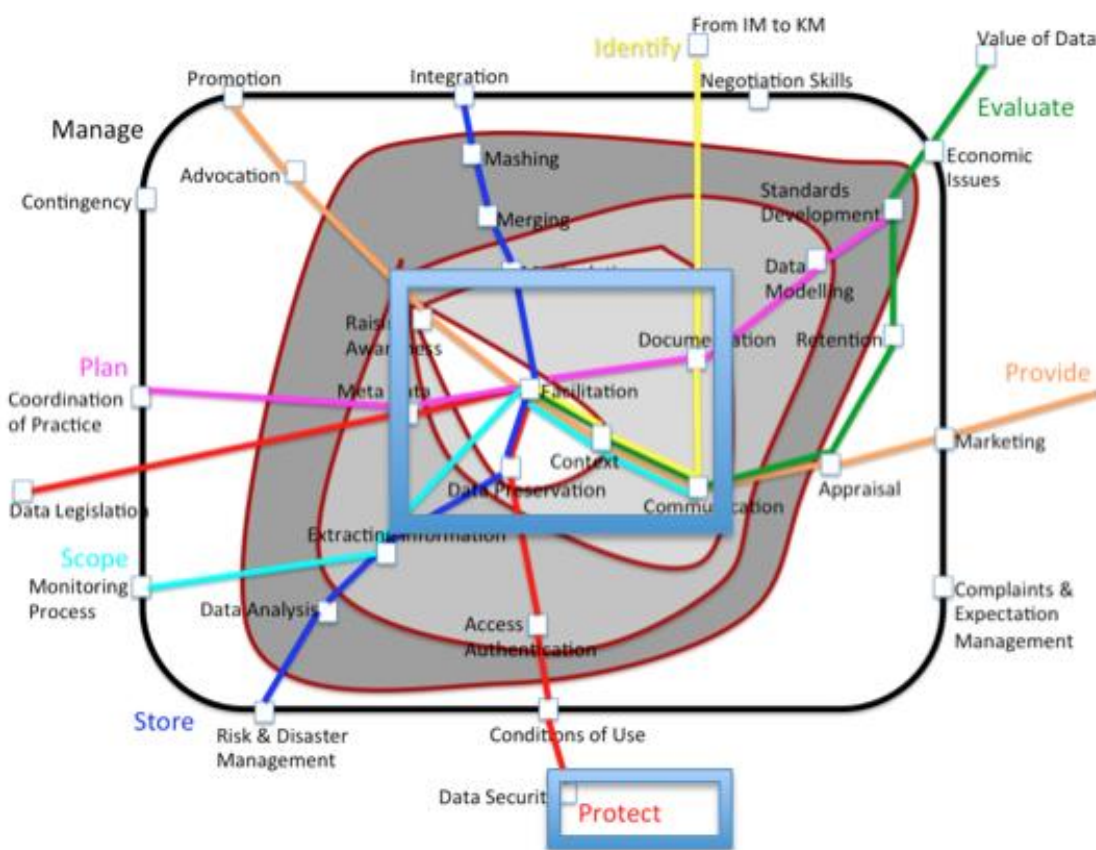 From IM to KM
Identify
Value of Data
Promotion
Integration
Negotiation Skills
Evaluate
Manage
Mashing
Economic
Issues
Advocation
Standards
Development
Contingency
Merging
Data
Modelling
Awareness
Documentation
Retention
Plan
Provide
Meta Data
Facilitation
Coordination
of Practice
Marketing
Context
Data Preservation
Appraisal
Communication
Data Legislation
Extracting Information
Scope
Monitoring
Process
Complaints &
Expectation
Management
Data Analysis
Access
Authentication
Store
Risk & Disaster
Management
Conditions of Use
Data Securit
Protect